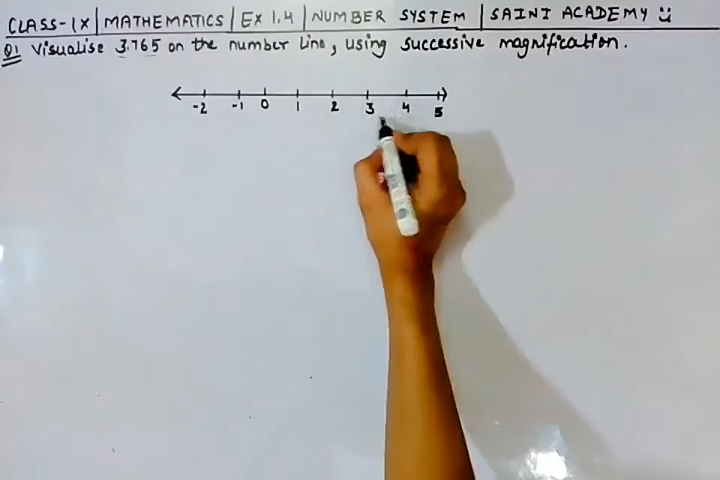 CLASS-IX | MATHEMATICS | EX 1.4 | NUMBER SYSTEM | SAINI ACADEMY
Q1 Visualise 3.765 on the number line, using successive magnification.
-2 -1 0 1 2 3 4 5